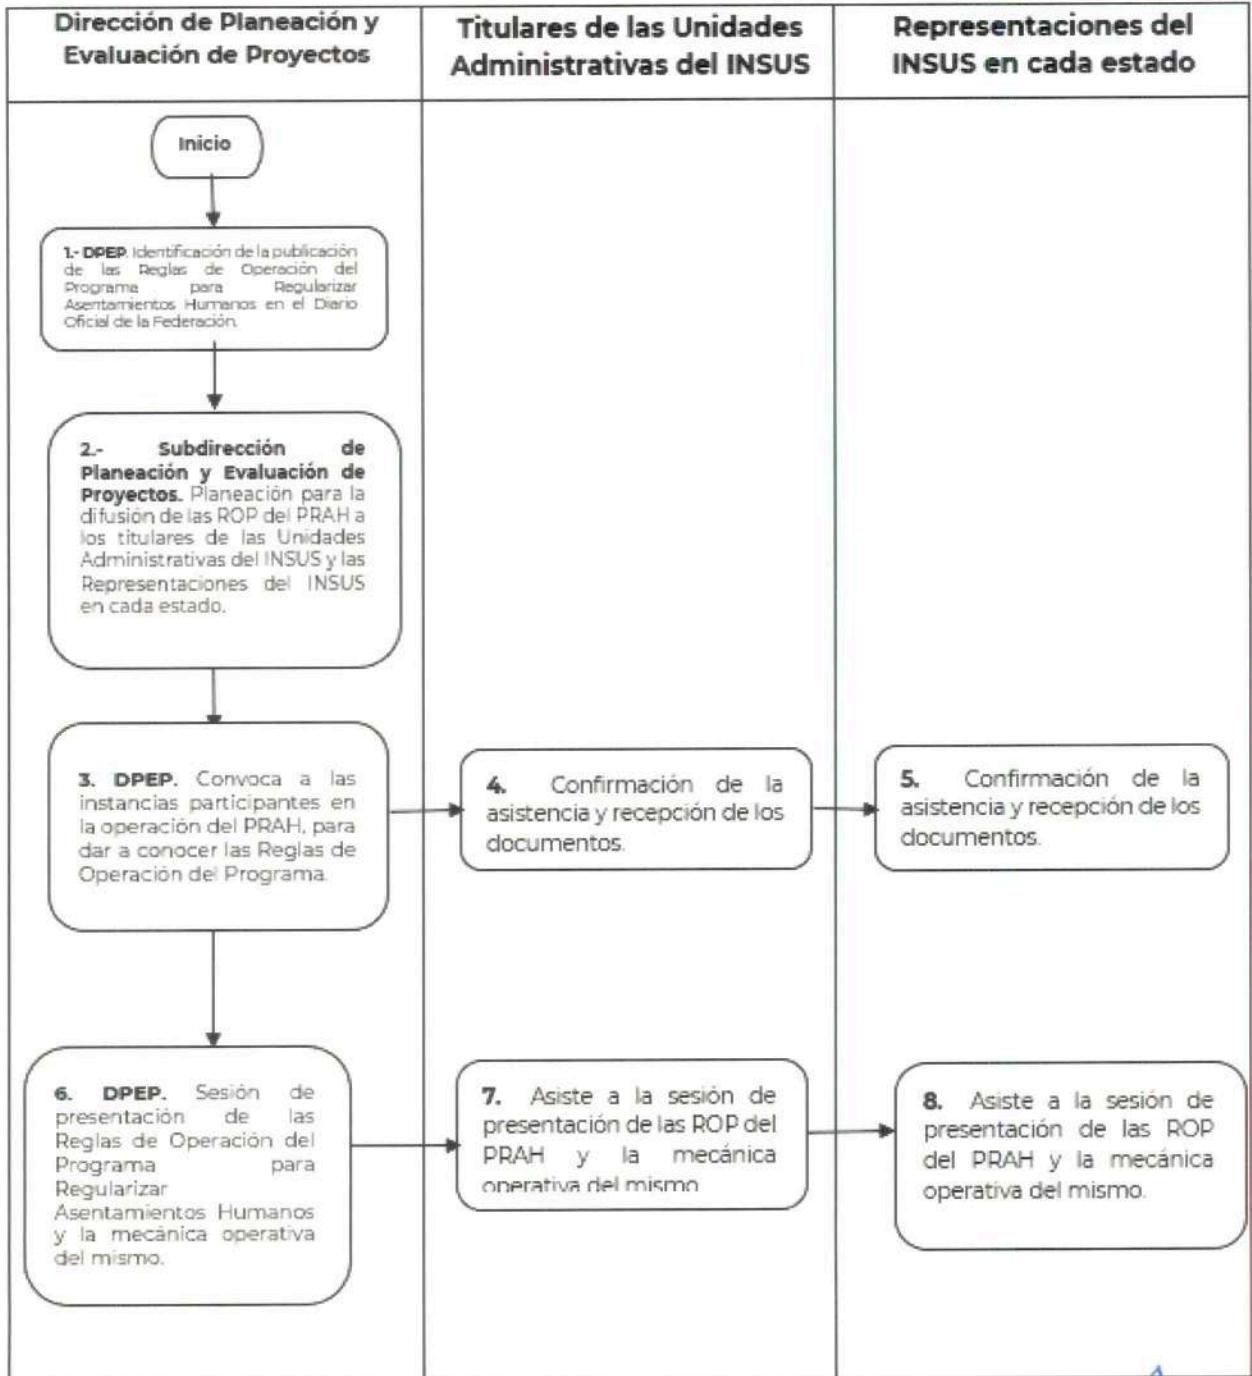 Dirección de Planeación y
Evaluación de Proyectos
Titulares de las Unidades
Administrativas del INSUS
Representaciones del
INSUS en cada estado
Inicio
1.- DPEP. Identificación de la publicación
de las Reglas de Operación del
Programa para Regularizar
Asentamientos Humanos en el Diario
Oficial de la Federación.
2.- Subdirección de
Planeación y Evaluación de
Proyectos. Planeación para la
difusión de las ROP del PRAH a
los titulares de las Unidades
Administrativas del INSUS y las
Representaciones del INSUS
en cada estado.
3. DPEP. Convoca a las
instancias participantes en
la operación del PRAH, para
dar a conocer las Reglas de
Operación del Programa.
4. Confirmación de la
asistencia y recepción de los
documentos.
5. Confirmación de la
asistencia y recepción de los
documentos.
6. DPEP. Sesión de
presentación de las
Reglas de Operación del
Programa para
Regularizar
Asentamientos Humanos
y la mecánica operativa
del mismo.
7. Asiste a la sesión de
presentación de las ROP del
PRAH y la mecánica
operativa del mismo
8. Asiste a la sesión de
presentación de las ROP
del PRAH y la mecánica
operativa del mismo.